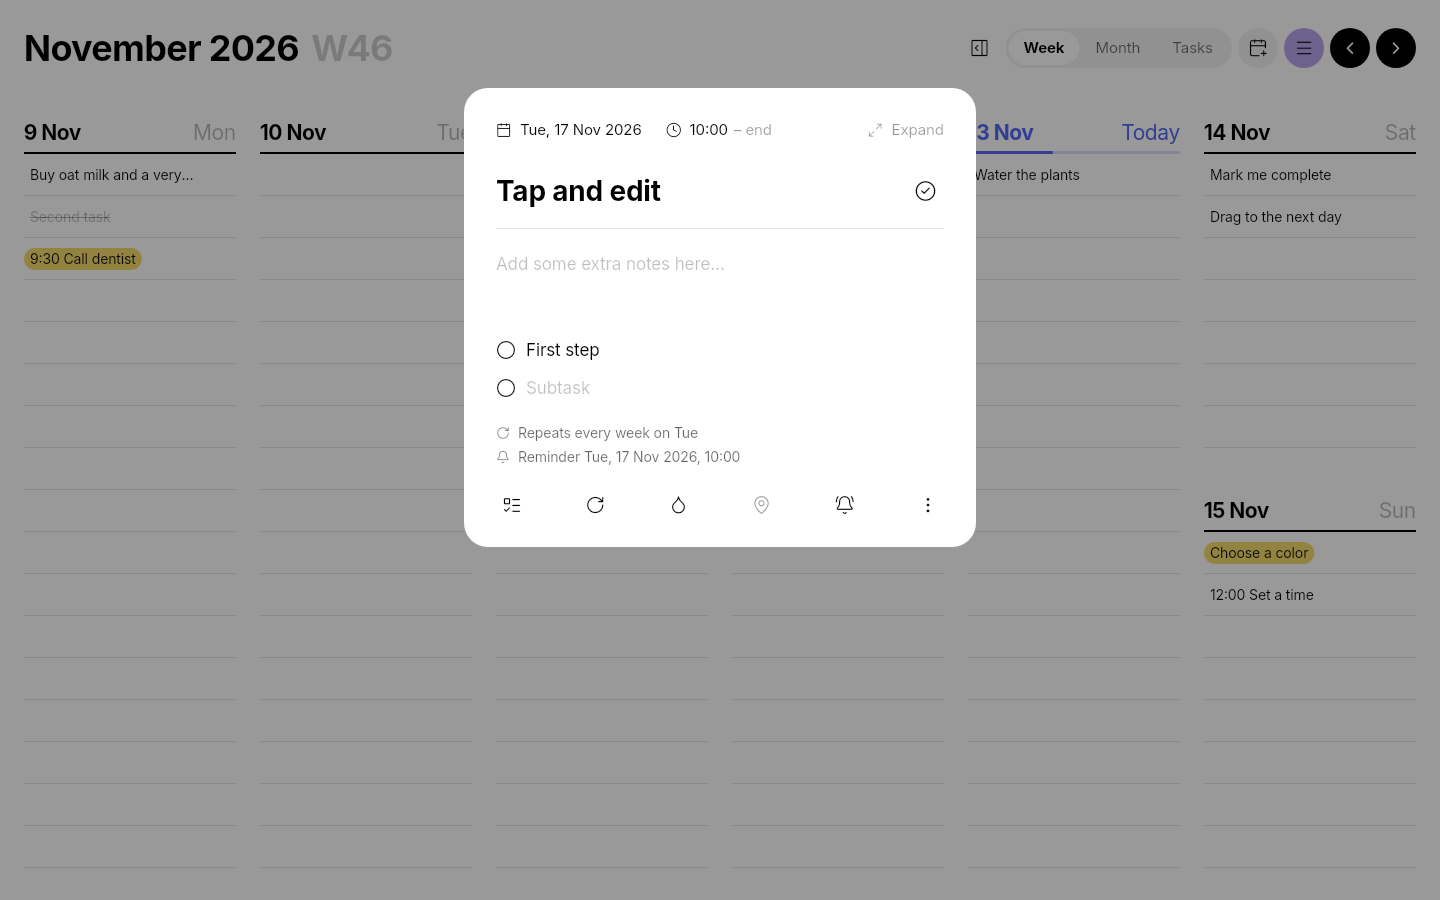 November 2026 W46
Week Month Tasks
9 Nov Mon
Buy oat milk and a very...
Second task
9:30 Call dentist
10 Nov Tue
3 Nov Today
Water the plants
14 Nov Sat
Mark me complete
Drag to the next day
15 Nov Sun
Choose a color
12:00 Set a time
Tue, 17 Nov 2026 10:00 – end Expand
Tap and edit
Add some extra notes here...
First step
Subtask
Repeats every week on Tue
Reminder Tue, 17 Nov 2026, 10:00